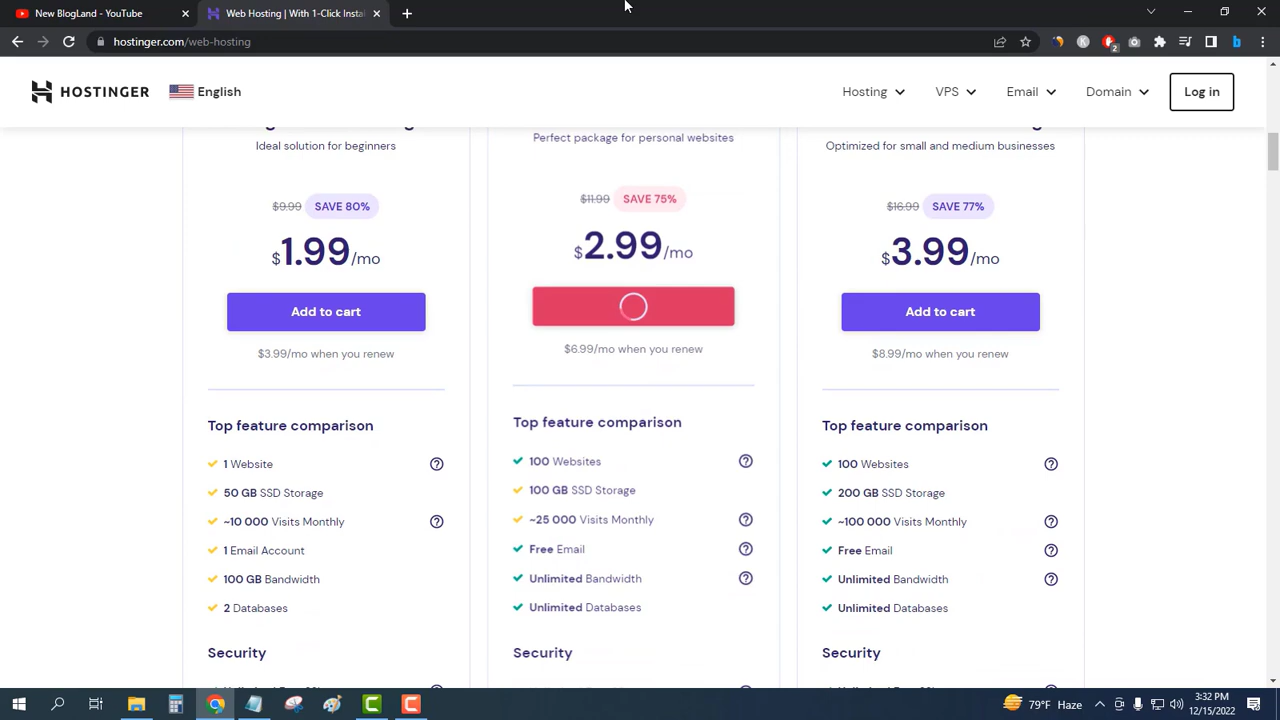 New BlogLand - YouTube
Web Hosting | With 1-Click Instal
hostinger.com/web-hosting
2
HOSTINGER
English
Hosting
VPS
Email
Domain
Log in
Ideal solution for beginners
$9.99 SAVE 80%
$1.99/mo
Add to cart
$3.99/mo when you renew
Top feature comparison
1 Website
50 GB SSD Storage
~10 000 Visits Monthly
1 Email Account
100 GB Bandwidth
2 Databases
Security
Perfect package for personal websites
$11.99 SAVE 75%
$2.99/mo
$6.99/mo when you renew
Top feature comparison
100 Websites
100 GB SSD Storage
~25 000 Visits Monthly
Free Email
Unlimited Bandwidth
Unlimited Databases
Security
Optimized for small and medium businesses
$16.99 SAVE 77%
$3.99/mo
Add to cart
$8.99/mo when you renew
Top feature comparison
100 Websites
200 GB SSD Storage
~100 000 Visits Monthly
Free Email
Unlimited Bandwidth
Unlimited Databases
Security
79°F Haze
3:32 PM
12/15/2022